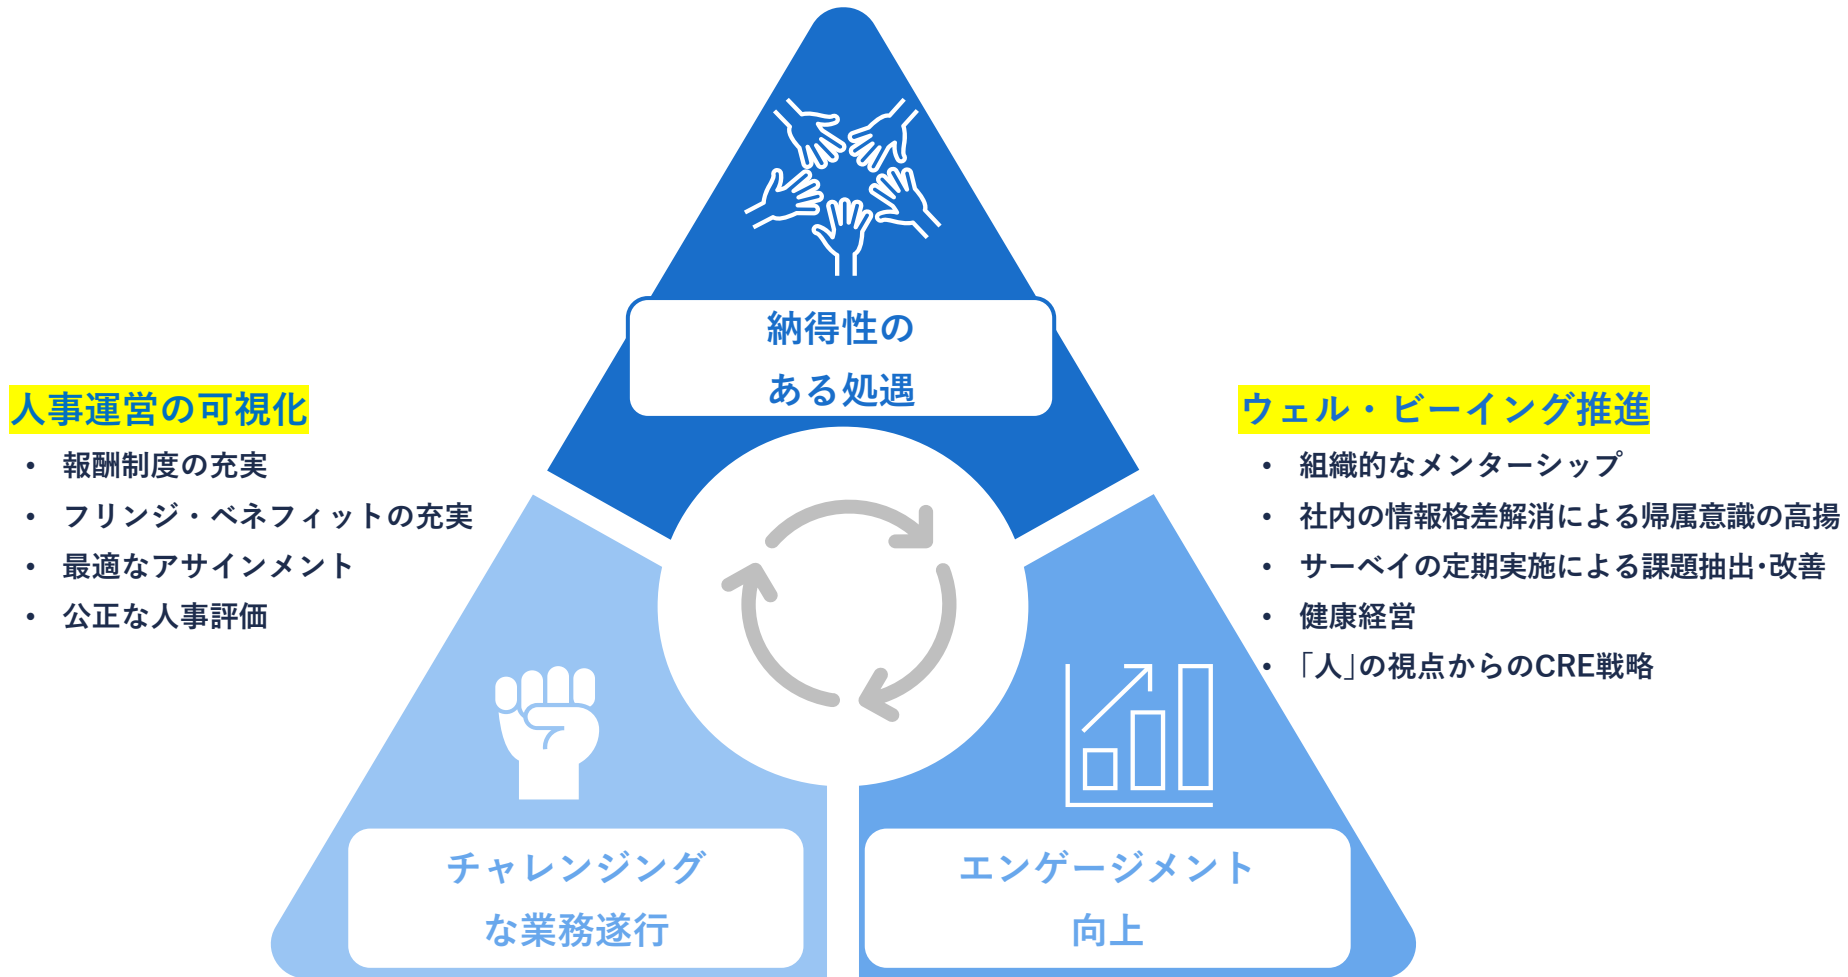 納得性の
ある処遇
人事運営の可視化
• 報酬制度の充実
• フリンジ・ベネフィットの充実
• 最適なアサインメント
• 公正な人事評価
ウェル・ビーイング推進
• 組織的なメンターシップ
• 社内の情報格差解消による帰属意識の高揚
• サーベイの定期実施による課題抽出・改善
• 健康経営
• 「人」の視点からのCRE戦略
チャレンジング
な業務遂行
エンゲージメント
向上